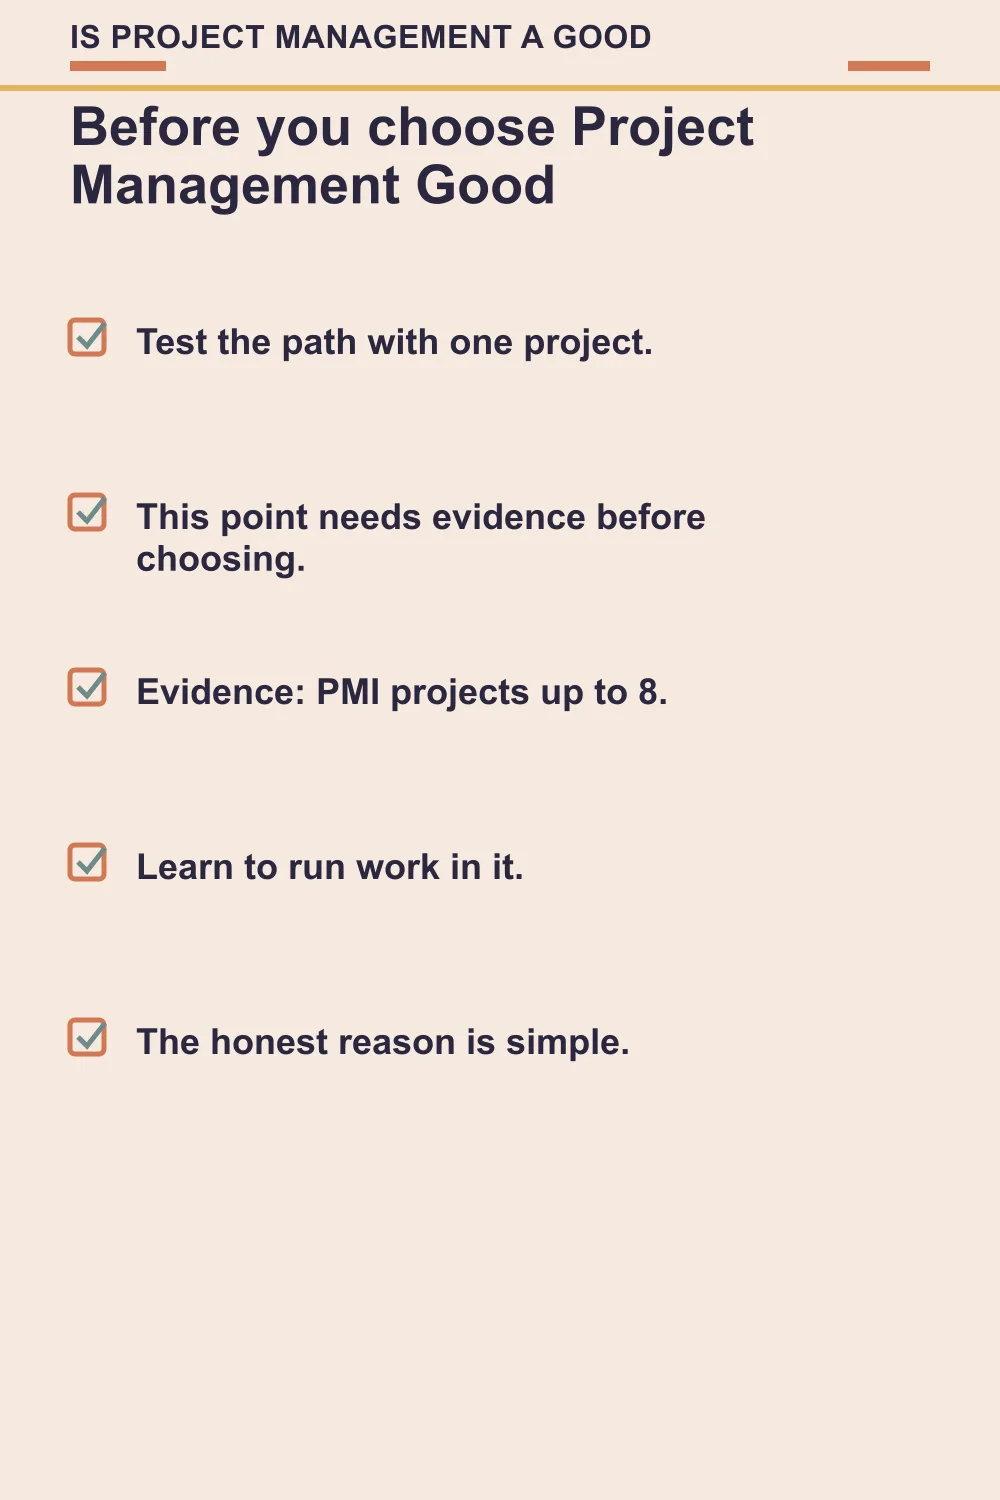 IS PROJECT MANAGEMENT A GOOD
Before you choose Project
Management Good
Test the path with one project.
This point needs evidence before
choosing.
Evidence: PMI projects up to 8.
Learn to run work in it.
The honest reason is simple.